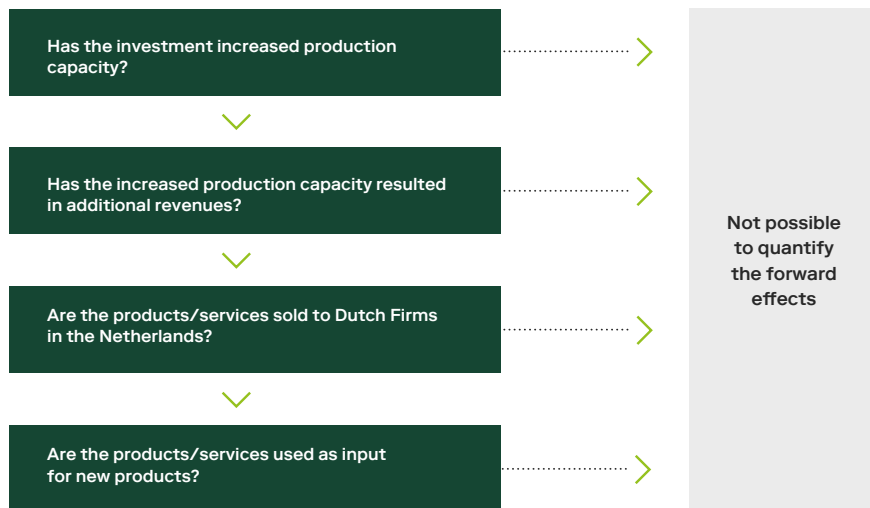 Has the investment increased production
capacity?
Has the increased production capacity resulted
in additional revenues?
Are the products/services sold to Dutch Firms
in the Netherlands?
Are the products/services used as input
for new products?
Not possible
to quantify
the forward
effects